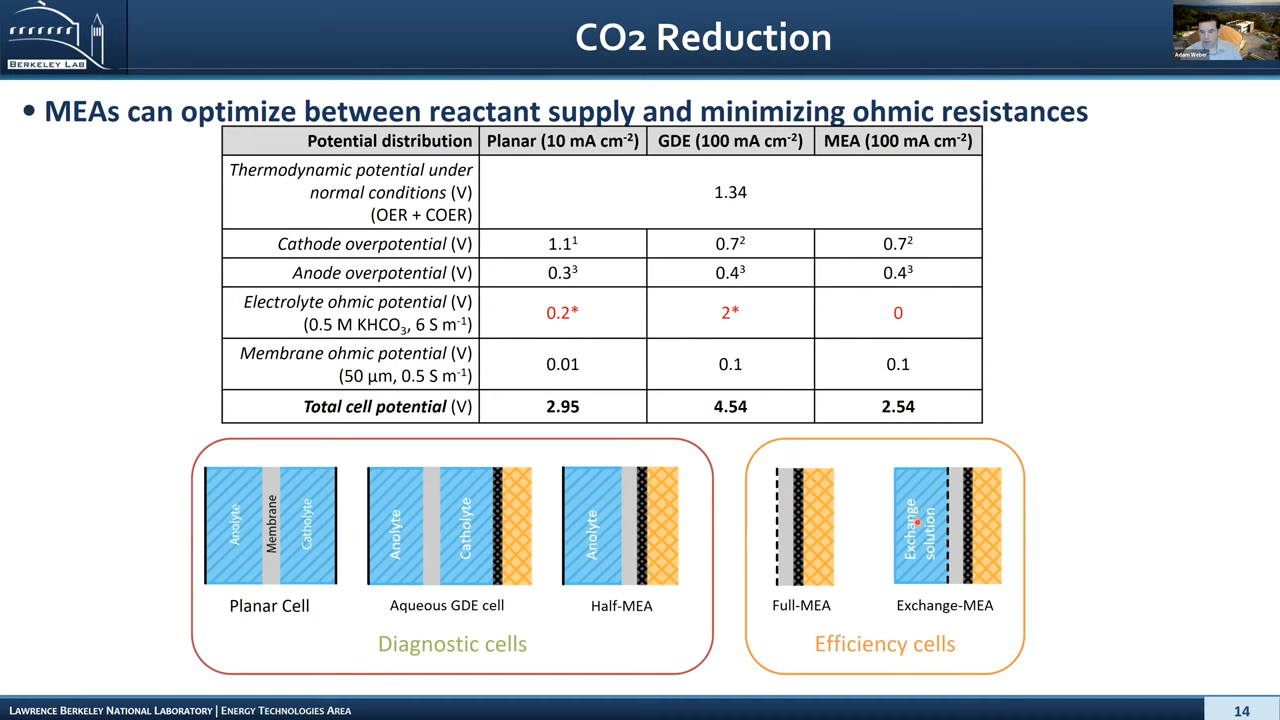 BERKELEY LAB
CO2 Reduction
Adam Weber
• MEAs can optimize between reactant supply and minimizing ohmic resistances
Potential distribution Planar (10 mA cm⁻²) GDE (100 mA cm⁻²) MEA (100 mA cm⁻²)
Thermodynamic potential under
normal conditions (V)
(OER + COER)
1.34
Cathode overpotential (V) 1.1¹ 0.7² 0.7²
Anode overpotential (V) 0.3³ 0.4³ 0.4³
Electrolyte ohmic potential (V)
(0.5 M KHCO₃, 6 S m⁻¹)
0.2* 2* 0
Membrane ohmic potential (V)
(50 µm, 0.5 S m⁻¹)
0.01 0.1 0.1
Total cell potential (V) 2.95 4.54 2.54
Anolyte
Membrane
Catholyte
Planar Cell
Anolyte
Catholyte
Aqueous GDE cell
Anolyte
Half-MEA
Diagnostic cells
Full-MEA
Exchange
solution
Exchange-MEA
Efficiency cells
LAWRENCE BERKELEY NATIONAL LABORATORY | ENERGY TECHNOLOGIES AREA
14